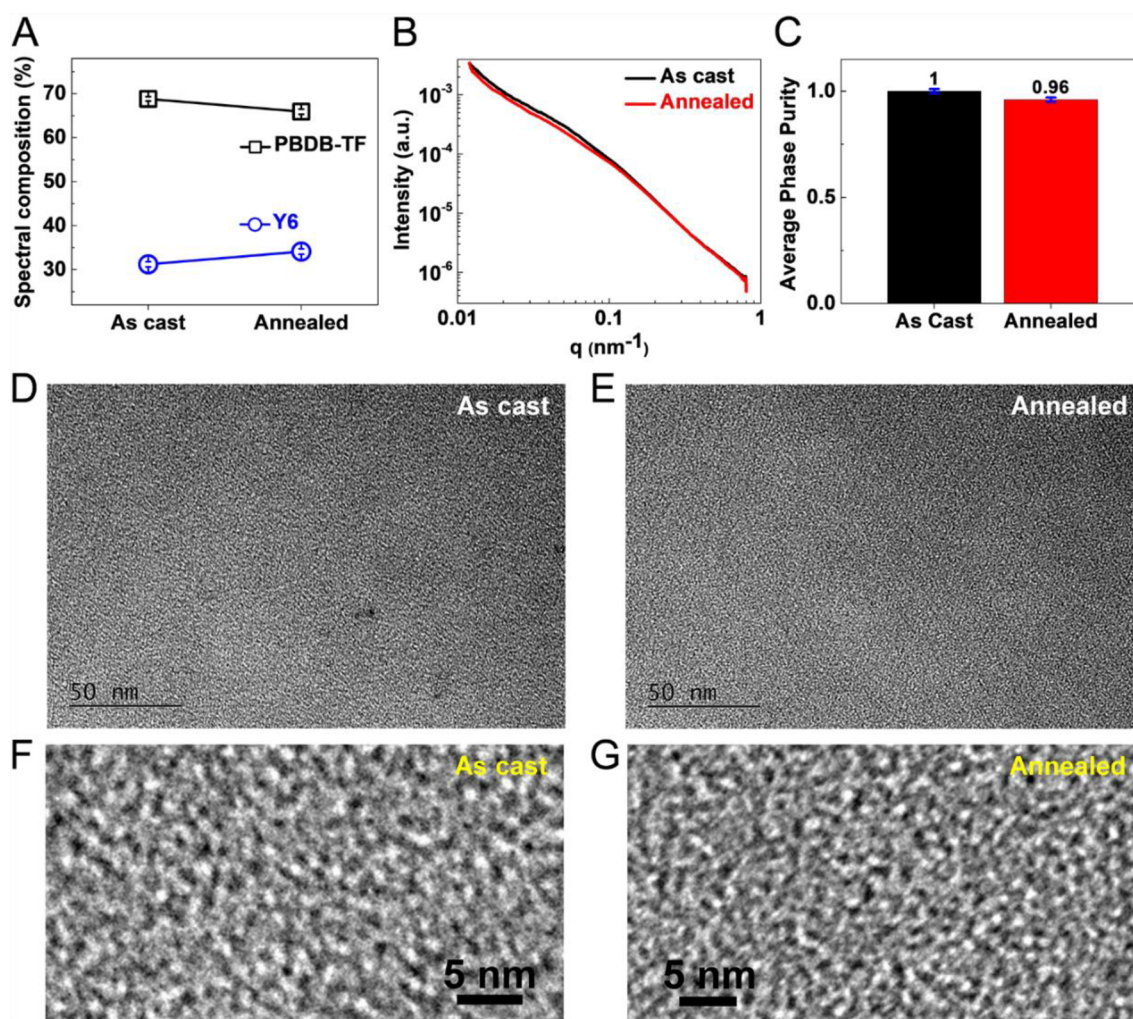 A
Spectral composition (%)
70
60
50
40
30
PBDB-TF
Y6
As cast
Annealed
B
Intensity (a.u.)
10⁻³
10⁻⁴
10⁻⁵
10⁻⁶
As cast
Annealed
0.01
0.1
1
q (nm⁻¹)
C
Average Phase Purity
1.0
0.5
0.0
1
0.96
As Cast
Annealed
D
As cast
50 nm
E
Annealed
50 nm
F
As cast
5 nm
G
Annealed
5 nm